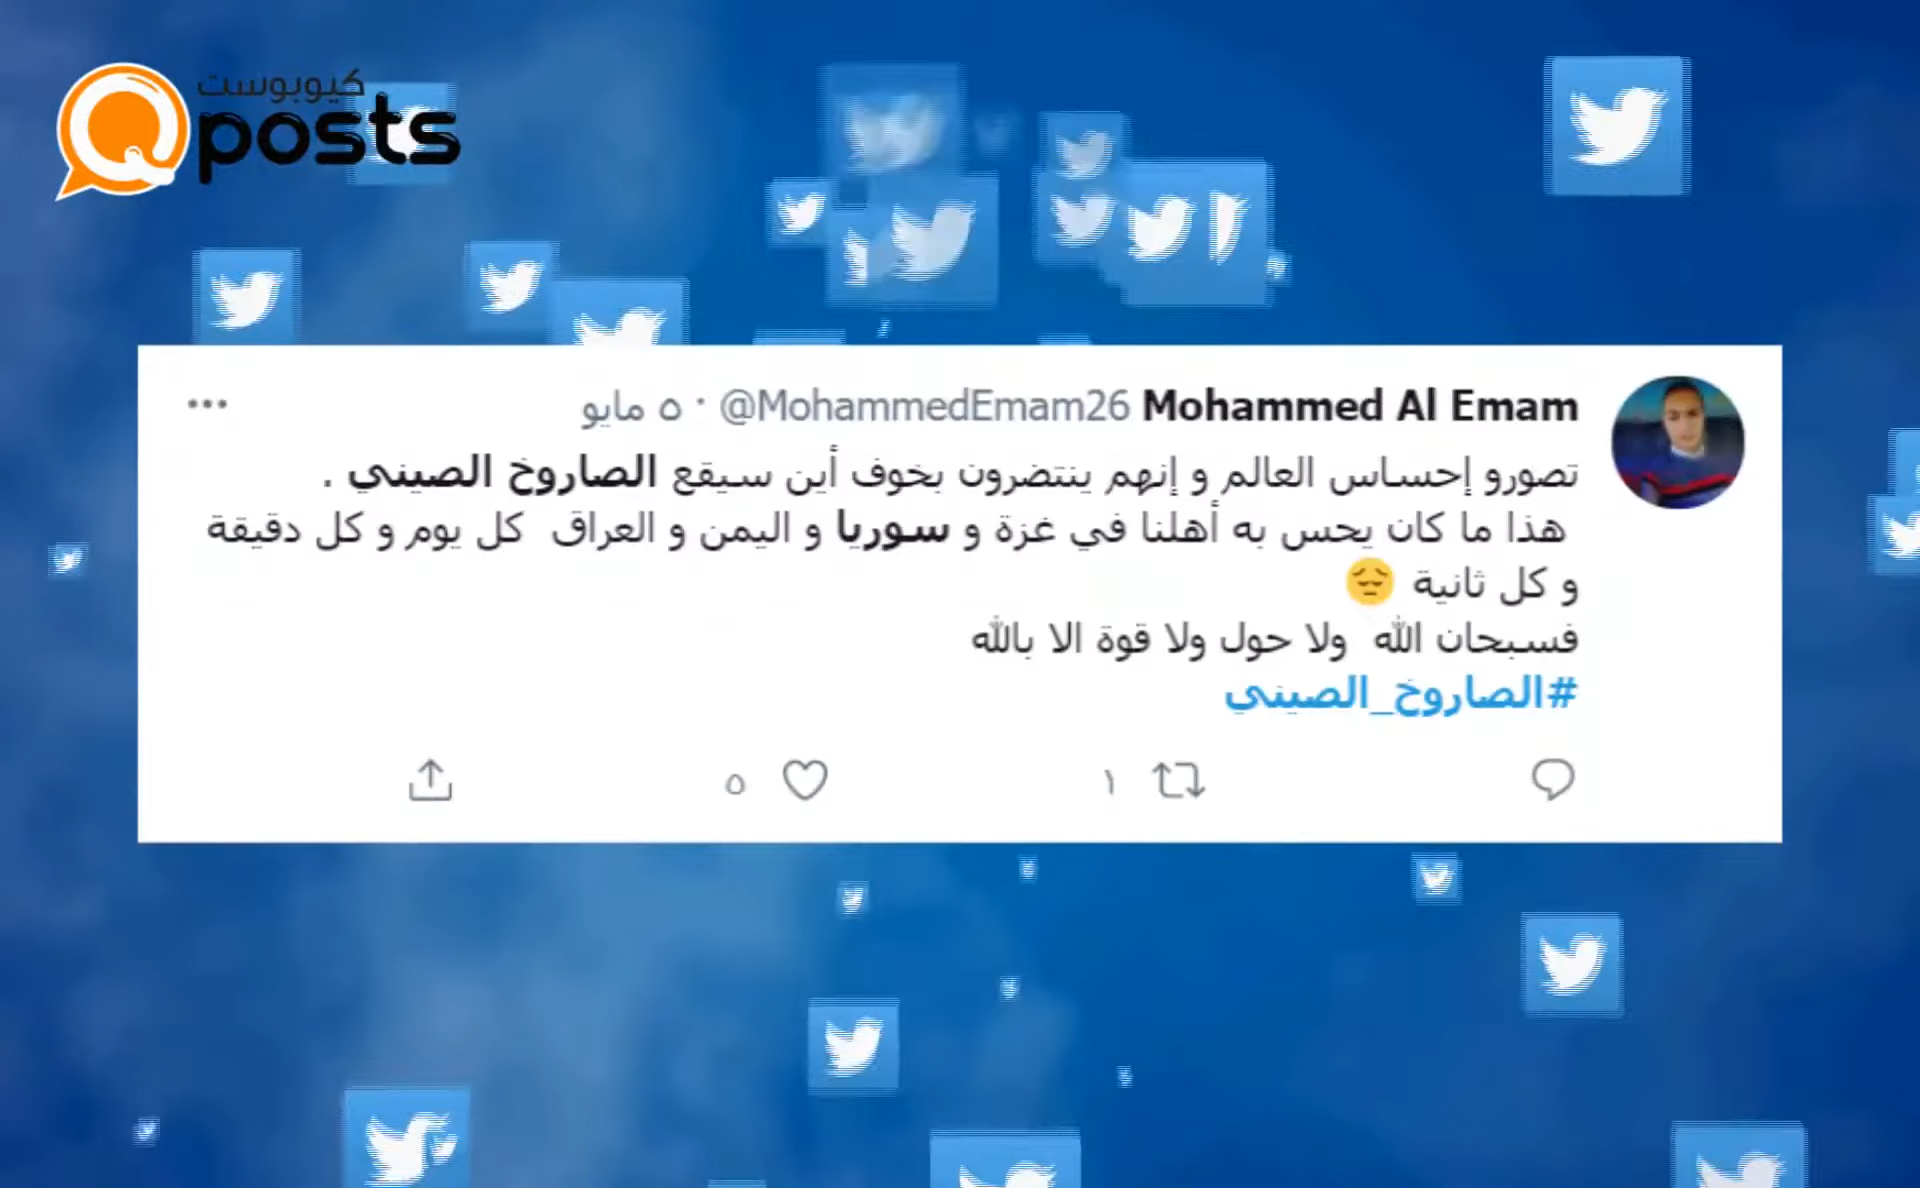 كيوبوست
Qposts
Mohammed Al Emam @MohammedEmam26 · ٥ مايو
تصورو إحساس العالم و إنهم ينتضرون بخوف أين سيقع الصاروخ الصيني .
هذا ما كان يحس به أهلنا في غزة و سوريا و اليمن و العراق كل يوم و كل دقيقة
و كل ثانية 😔
فسبحان الله ولا حول ولا قوة الا بالله
#الصاروخ_الصيني
١ ٥